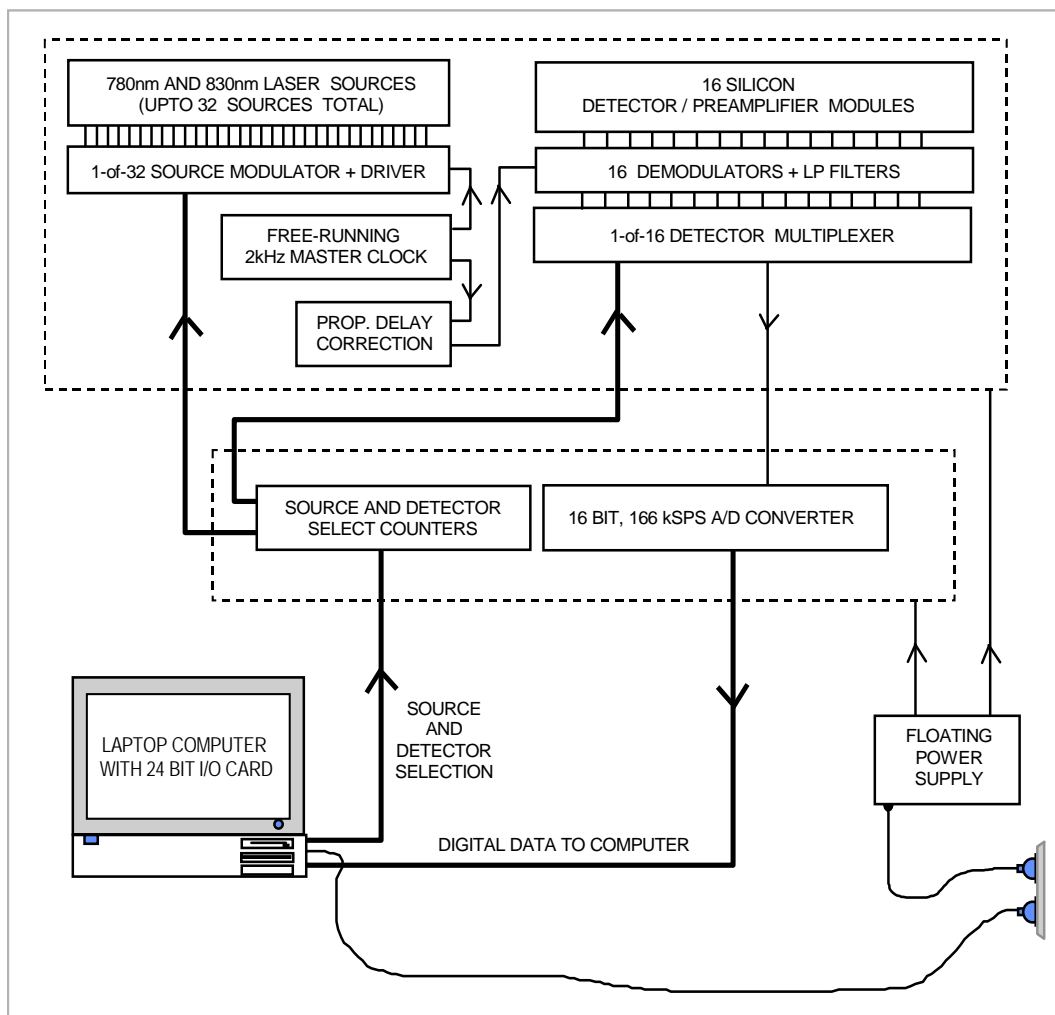 780nm AND 830nm LASER SOURCES
(UPTO 32 SOURCES TOTAL)
1-of-32 SOURCE MODULATOR + DRIVER
FREE-RUNNING
2kHz MASTER CLOCK
PROP. DELAY
CORRECTION
16 SILICON
DETECTOR / PREAMPLIFIER MODULES
16 DEMODULATORS + LP FILTERS
1-of-16 DETECTOR MULTIPLEXER
SOURCE AND DETECTOR
SELECT COUNTERS
16 BIT, 166 kSPS A/D CONVERTER
LAPTOP COMPUTER
WITH 24 BIT I/O CARD
SOURCE
AND
DETECTOR
SELECTION
DIGITAL DATA TO COMPUTER
FLOATING
POWER
SUPPLY